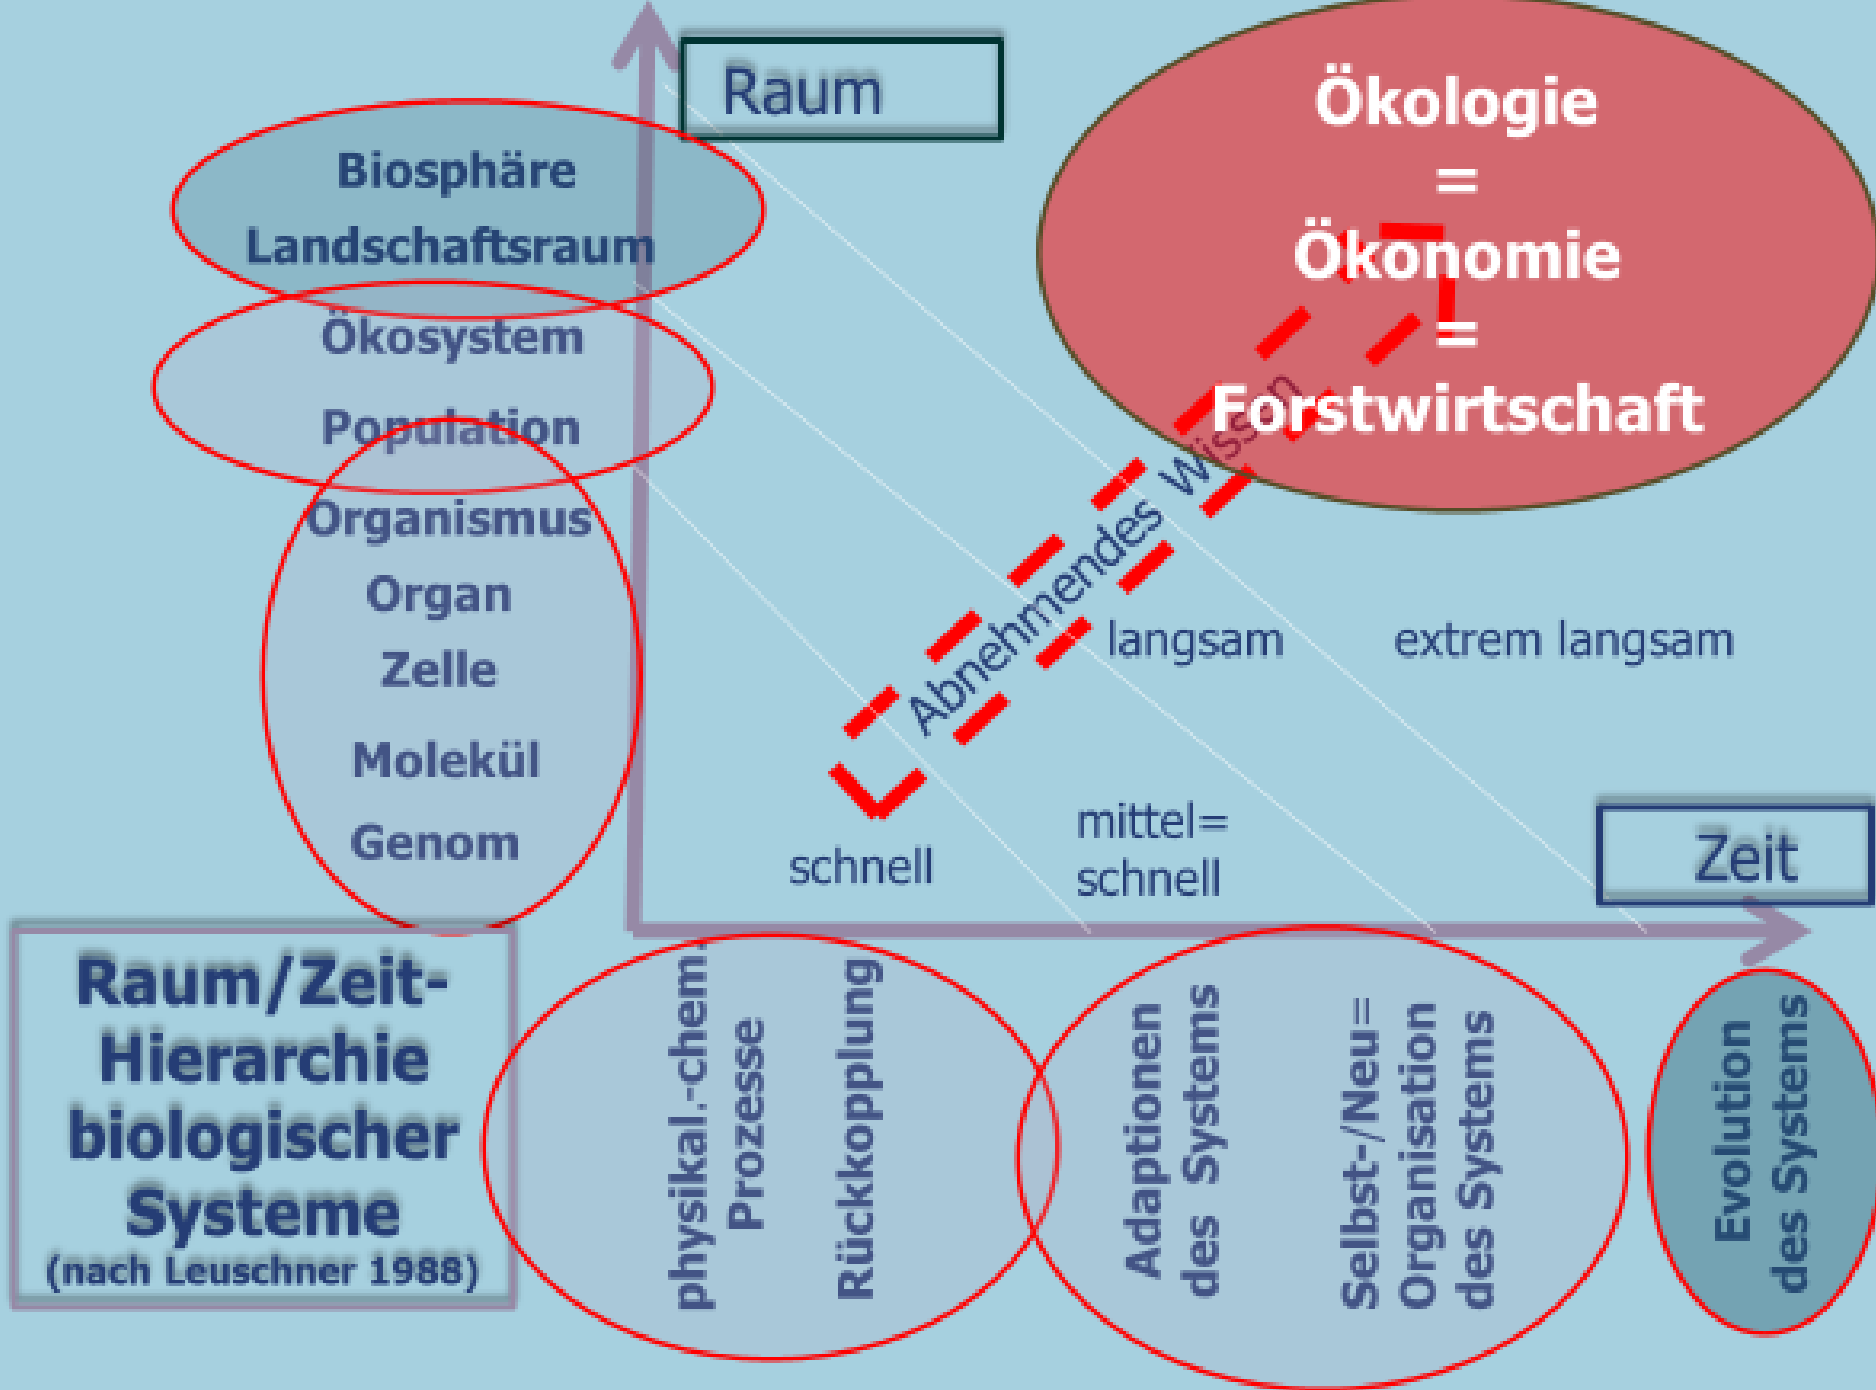 Raum
Ökologie
=
Ökonomie
=
Forstwirtschaft
Biosphäre
Landschaftsraum
Ökosystem
Population
Organismus
Organ
Zelle
Molekül
Genom
Abnehmendes Wissen
langsam
extrem langsam
mittel=
schnell
schnell
Zeit
Raum/Zeit-
Hierarchie
biologischer
Systeme
(nach Leuschner 1988)
physikal.-chem.
Prozesse
Rückkopplung
Adaptionen
des Systems
Selbst-/Neu=
Organisation
des Systems
Evolution
des Systems